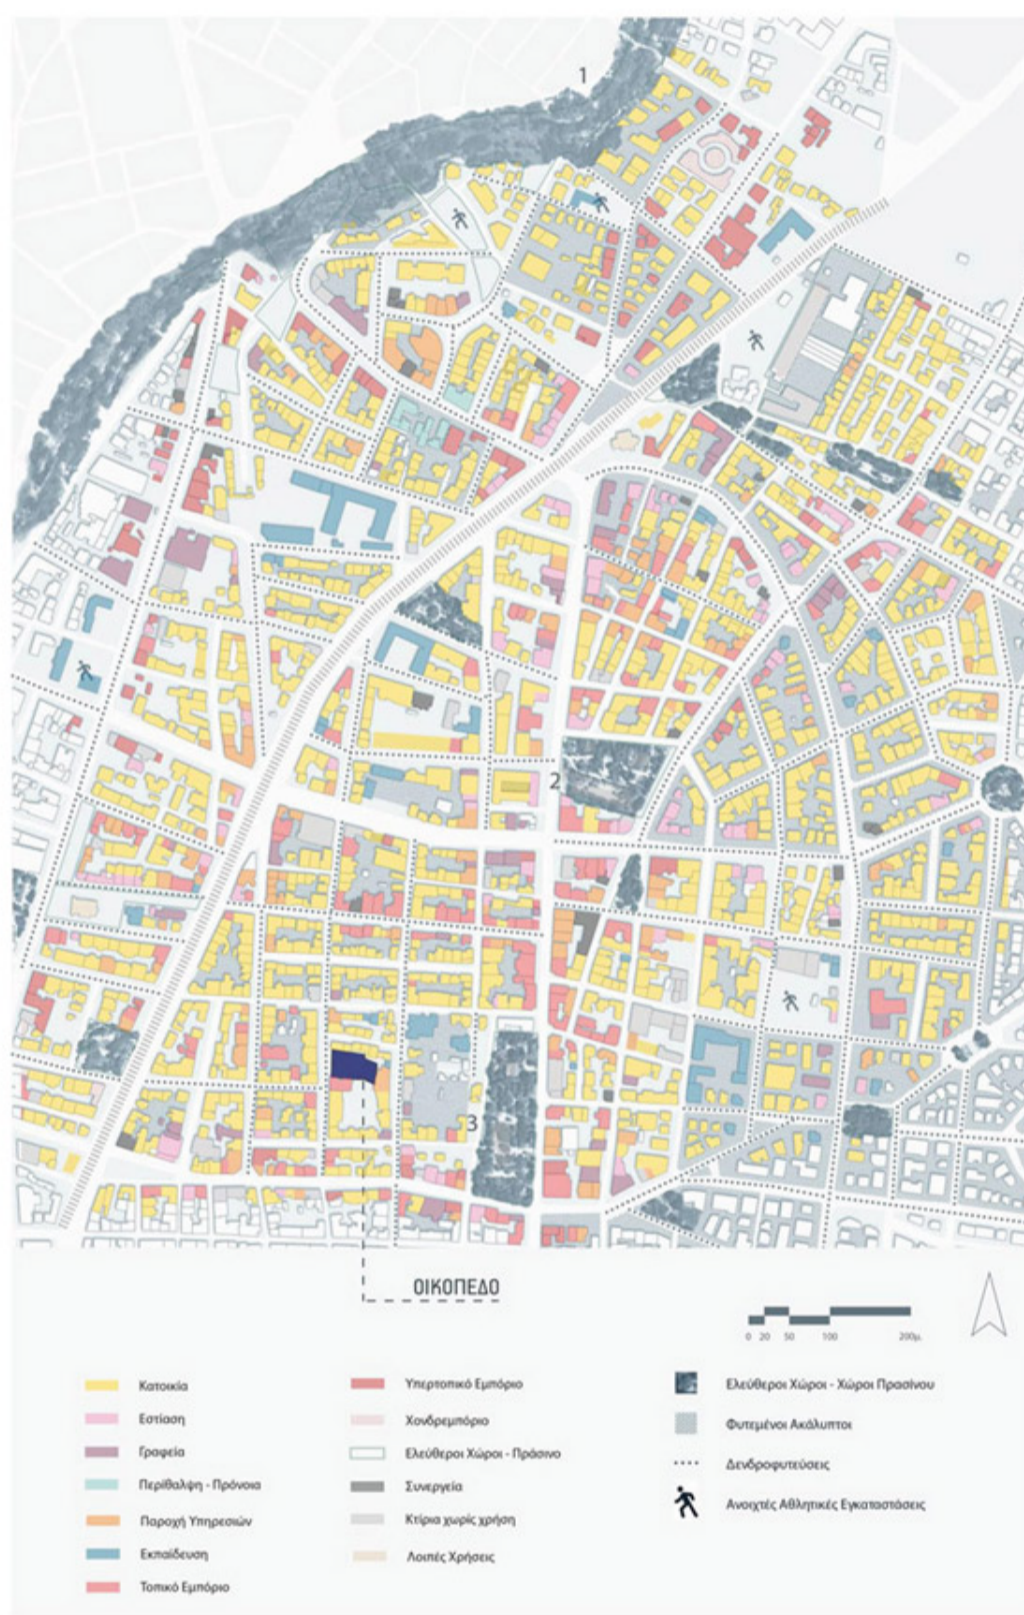 1
2
3
ΟΙΚΟΠΕΔΟ
0 20 50 100 200μ.
Κατοικία
Εστίαση
Γραφεία
Περίθαλψη - Πρόνοια
Παροχή Υπηρεσιών
Εκπαίδευση
Τοπικό Εμπόριο
Υπερτοπικό Εμπόριο
Χονδρεμπόριο
Ελεύθεροι Χώροι - Πράσινο
Συνεργεία
Κτίρια χωρίς χρήση
Λοιπές Χρήσεις
Ελεύθεροι Χώροι - Χώροι Πρασίνου
Φυτεμένοι Ακάλυπτοι
Δενδροφυτεύσεις
Ανοιχτές Αθλητικές Εγκαταστάσεις